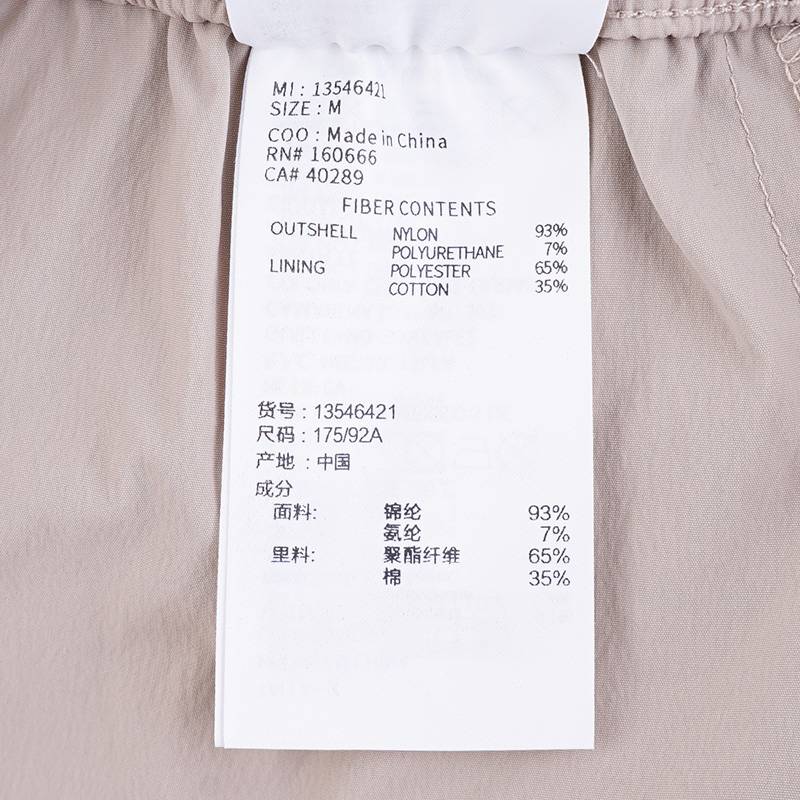 MI : 13546421
SIZE : M
COO : Made in China
RN# 160666
CA# 40289
FIBER CONTENTS
OUTSHELL NYLON 93%
POLYURETHANE 7%
LINING POLYESTER 65%
COTTON 35%
货号 : 13546421
尺码 : 175/92A
产地 : 中国
成分
面料: 锦纶 93%
氨纶 7%
里料: 聚酯纤维 65%
棉 35%